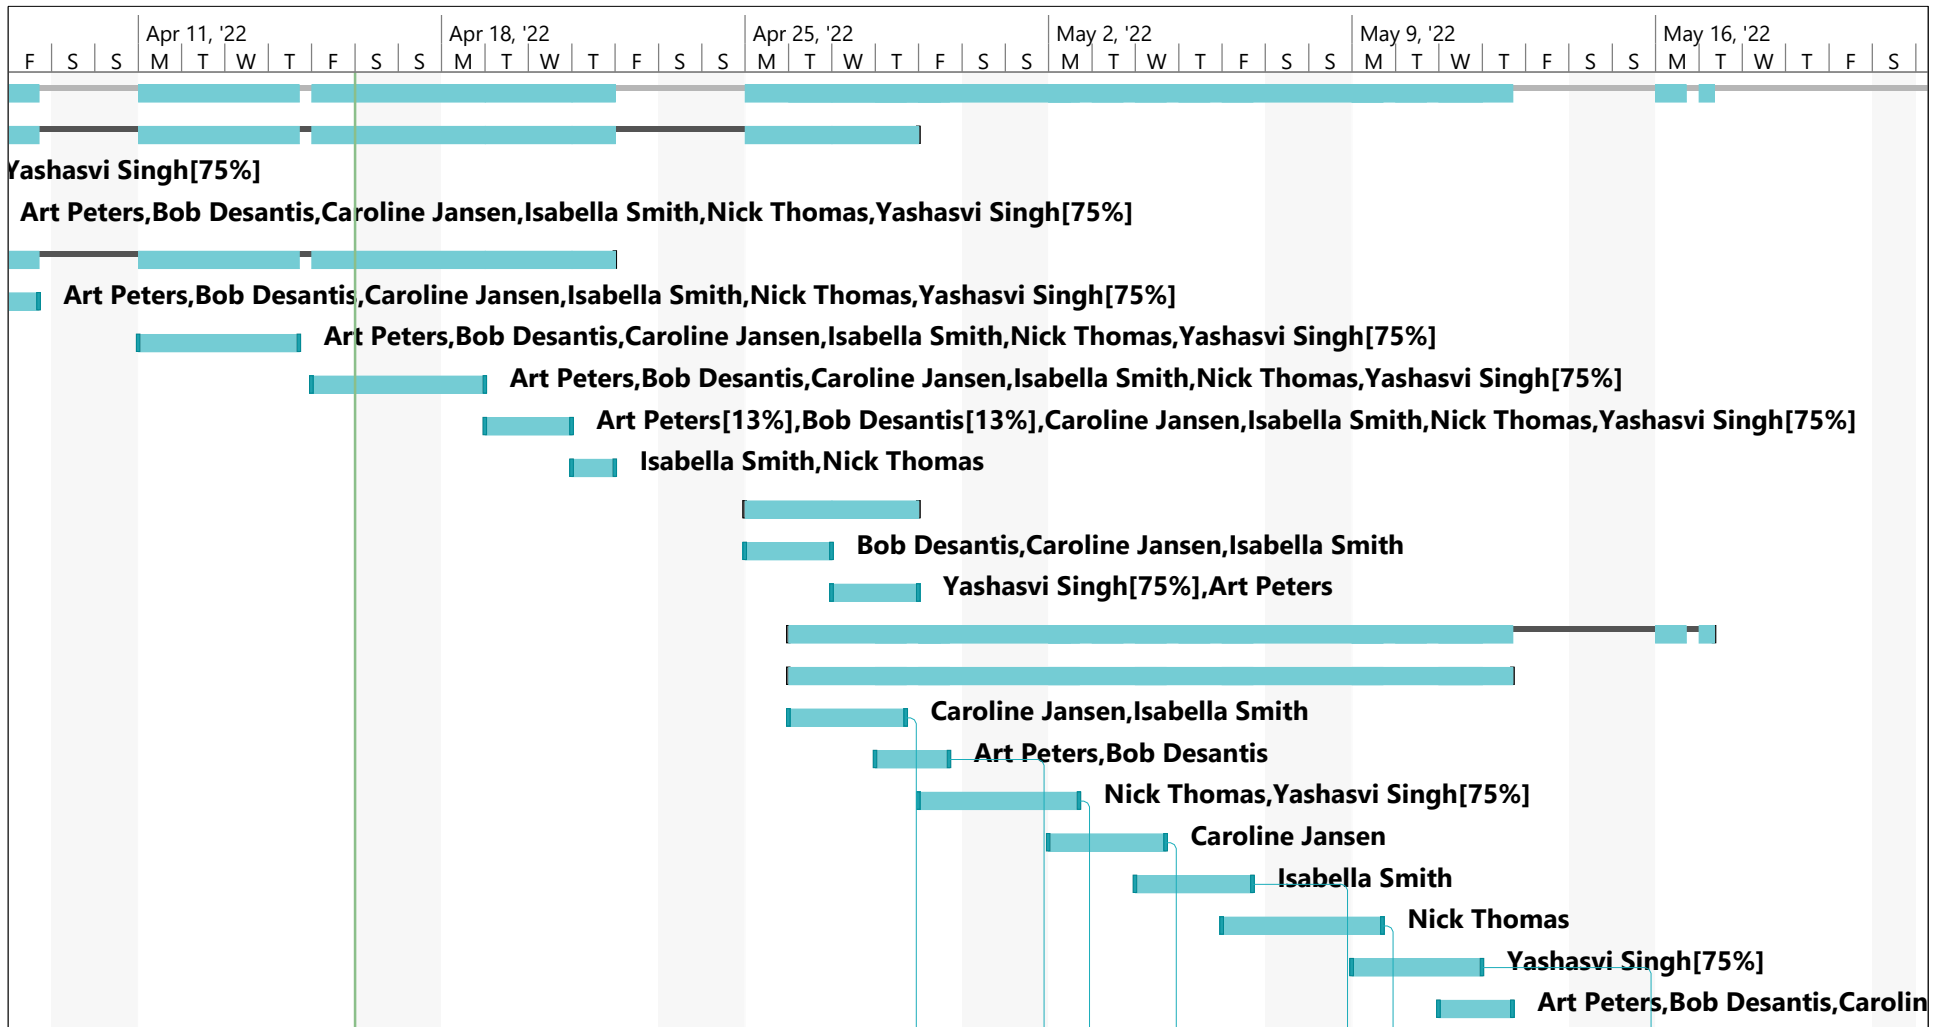 Apr 11, '22 Apr 18, '22 Apr 25, '22 May 2, '22 May 9, '22 May 16, '22
F S S M T W T F S S M T W T F S S M T W T F S S M T W T F S S M T W T F S S M T W T F S
Yashasvi Singh[75%]
Art Peters,Bob Desantis,Caroline Jansen,Isabella Smith,Nick Thomas,Yashasvi Singh[75%]
Art Peters,Bob Desantis,Caroline Jansen,Isabella Smith,Nick Thomas,Yashasvi Singh[75%]
Art Peters,Bob Desantis,Caroline Jansen,Isabella Smith,Nick Thomas,Yashasvi Singh[75%]
Art Peters,Bob Desantis,Caroline Jansen,Isabella Smith,Nick Thomas,Yashasvi Singh[75%]
Art Peters[13%],Bob Desantis[13%],Caroline Jansen,Isabella Smith,Nick Thomas,Yashasvi Singh[75%]
Isabella Smith,Nick Thomas
Bob Desantis,Caroline Jansen,Isabella Smith
Yashasvi Singh[75%],Art Peters
Caroline Jansen,Isabella Smith
Art Peters,Bob Desantis
Nick Thomas,Yashasvi Singh[75%]
Caroline Jansen
Isabella Smith
Nick Thomas
Yashasvi Singh[75%]
Art Peters,Bob Desantis,Carolin